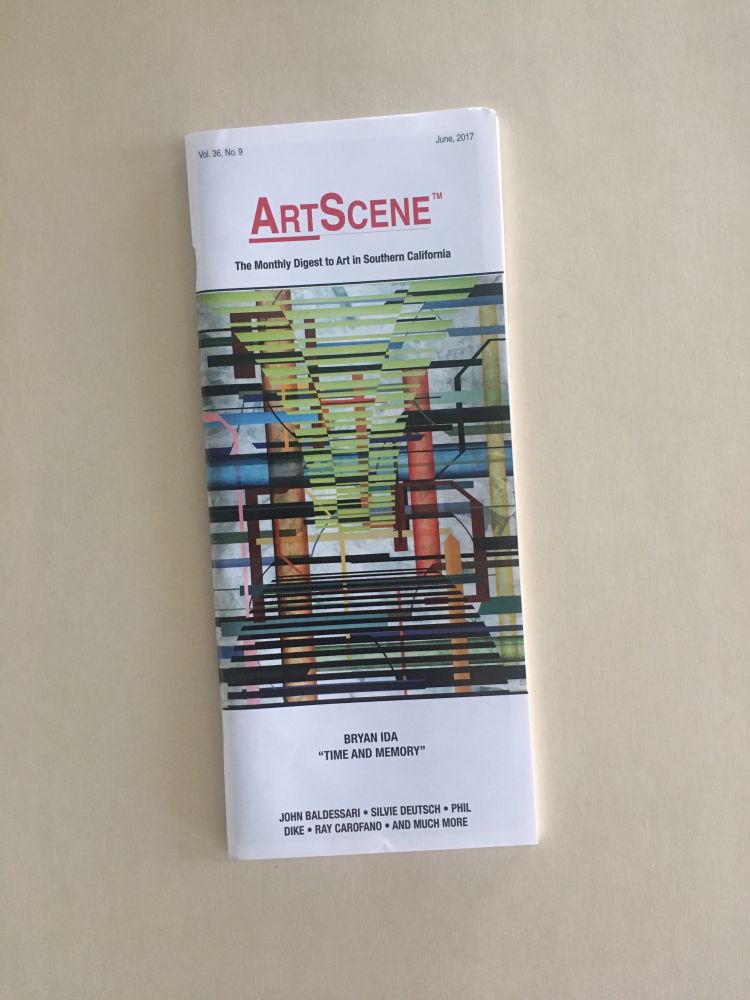 Vol. 36, No. 9
June, 2017
ARTSCENE™
The Monthly Digest to Art in Southern California
BRYAN IDA
“TIME AND MEMORY”
JOHN BALDESSARI • SILVIE DEUTSCH • PHIL
DIKE • RAY CAROFANO • AND MUCH MORE